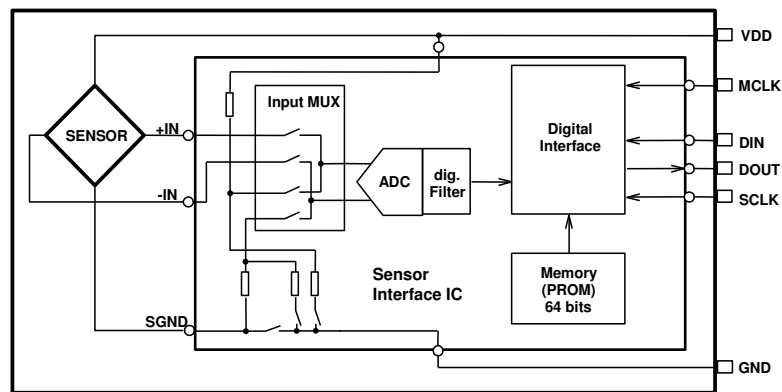 VDD
MCLK
Input MUX
SENSOR
+IN
Digital
Interface
DIN
ADC
dig.
Filter
DOUT
-IN
SCLK
Sensor
Interface IC
Memory
(PROM)
64 bits
SGND
GND